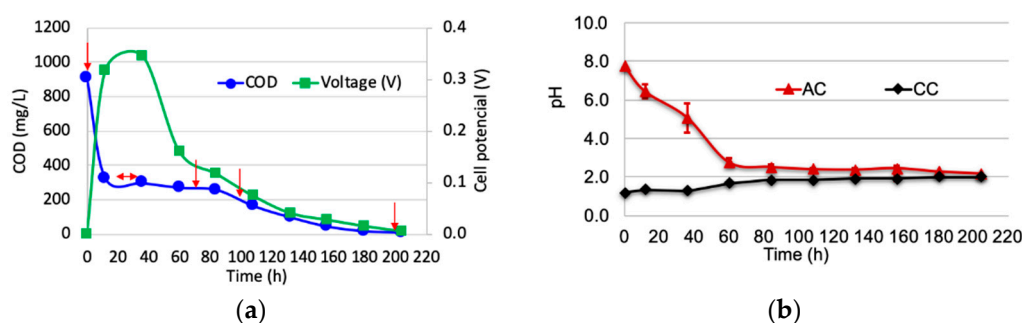 1200
1000
800
600
400
200
0
COD (mg/L)
0.4
0.3
0.2
0.1
0.0
Cell potencial (V)
COD
Voltage (V)
0 20 40 60 80 100 120 140 160 180 200 220
Time (h)
(a)
10.0
8.0
6.0
4.0
2.0
0.0
pH
AC
CC
0 20 40 60 80 100 120 140 160 180 200 220
Time (h)
(b)